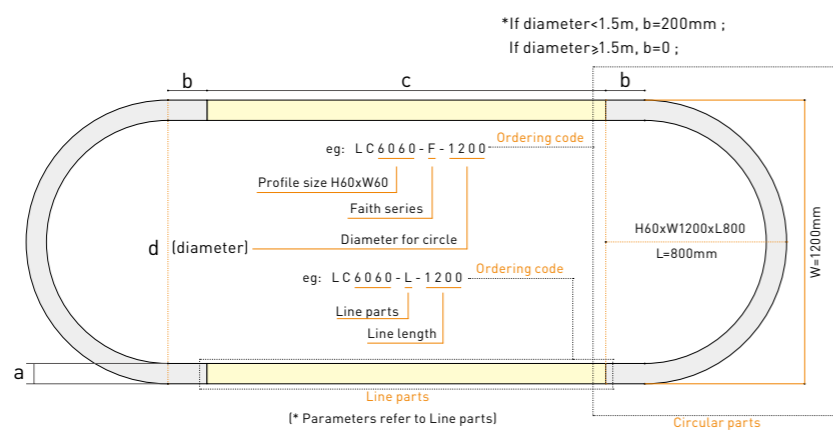 *If diameter<1.5m, b=200mm ;
If diameter⩾1.5m, b=0 ;
b
c
b
Ordering code
eg: LC6060-F-1200
Profile size H60xW60
Faith series
d (diameter)
Diameter for circle
H60xW1200xL800
L=800mm
W=1200mm
Ordering code
eg: LC6060-L-1200
Line parts
Line length
a
Line parts
(* Parameters refer to Line parts)
Circular parts